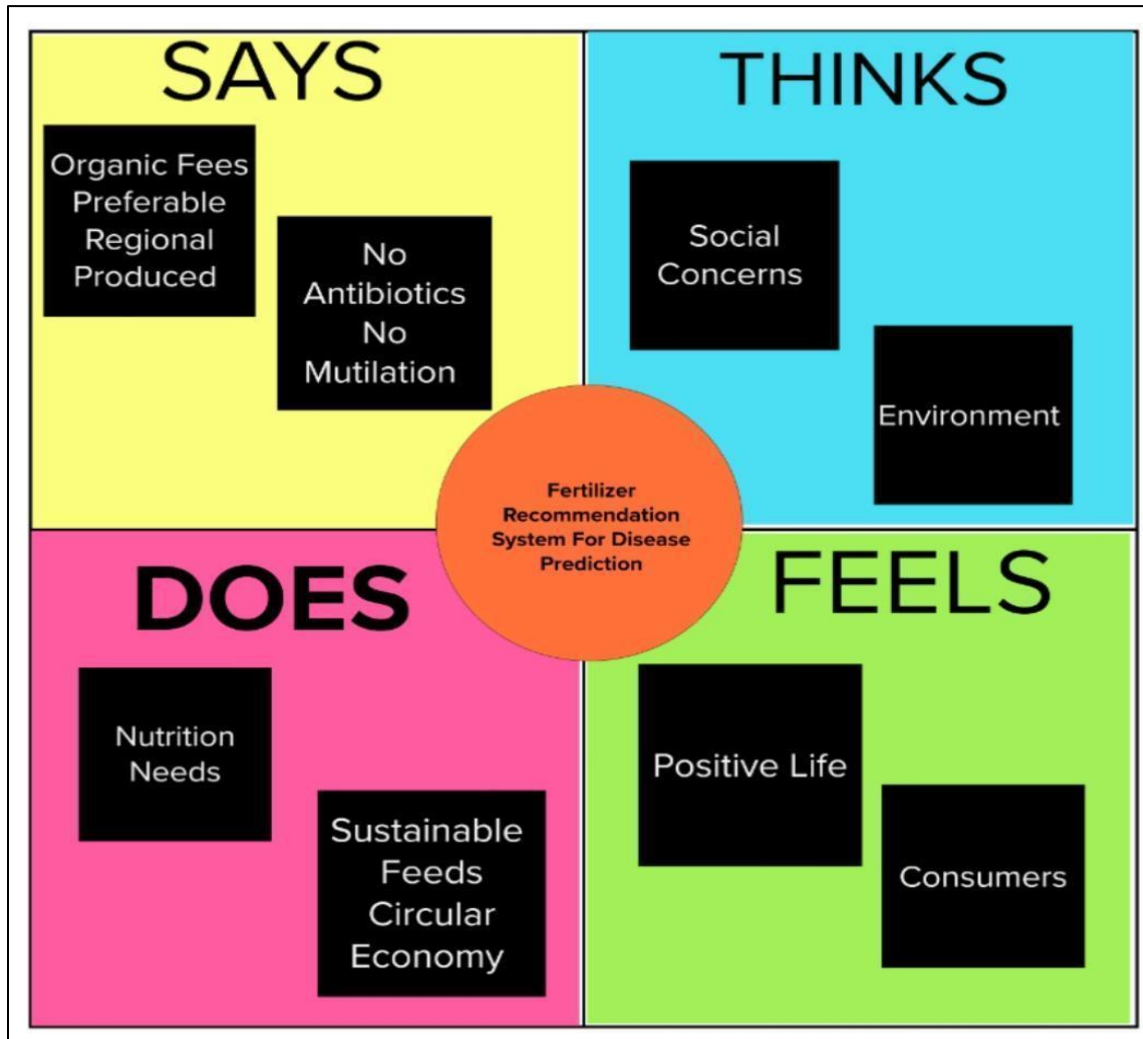 SAYS
Organic Fees
Preferable
Regional
Produced
No
Antibiotics
No
Mutilation
THINKS
Social
Concerns
Environment
Fertilizer
Recommendation
System For Disease
Prediction
DOES
Nutrition
Needs
Sustainable
Feeds
Circular
Economy
FEELS
Positive Life
Consumers